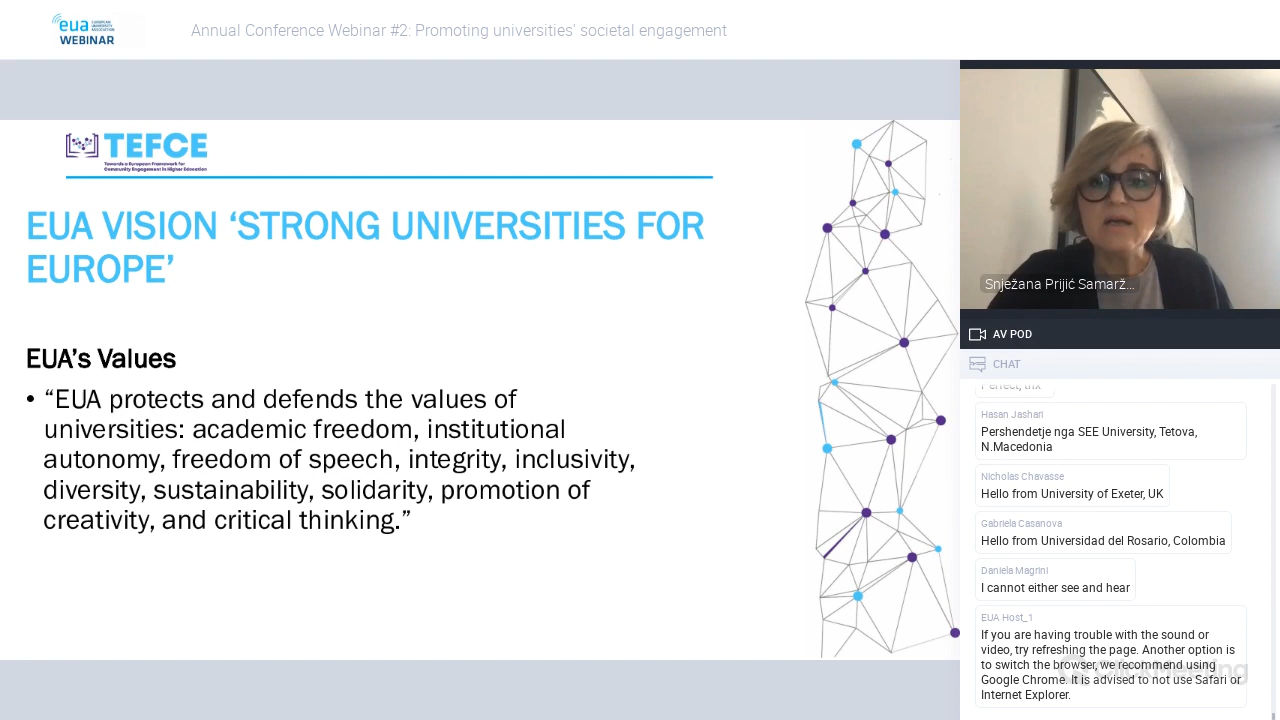 eua EUROPEAN UNIVERSITY ASSOCIATION
WEBINAR
Annual Conference Webinar #2: Promoting universities' societal engagement
TEFCE
Towards a European Framework for
Community Engagement in Higher Education
EUA VISION ‘STRONG UNIVERSITIES FOR
EUROPE’
EUA’s Values
• “EUA protects and defends the values of
universities: academic freedom, institutional
autonomy, freedom of speech, integrity, inclusivity,
diversity, sustainability, solidarity, promotion of
creativity, and critical thinking.”
Snježana Prijić Samarž...
AV POD
CHAT
Perfect, thx
Hasan Jashari
Pershendetje nga SEE University, Tetova,
N.Macedonia
Nicholas Chavasse
Hello from University of Exeter, UK
Gabriela Casanova
Hello from Universidad del Rosario, Colombia
Daniela Magrini
I cannot either see and hear
EUA Host_1
If you are having trouble with the sound or
video, try refreshing the page. Another option is
to switch the browser, we recommend using
Google Chrome. It is advised to not use Safari or
Internet Explorer.
ClickMeeting